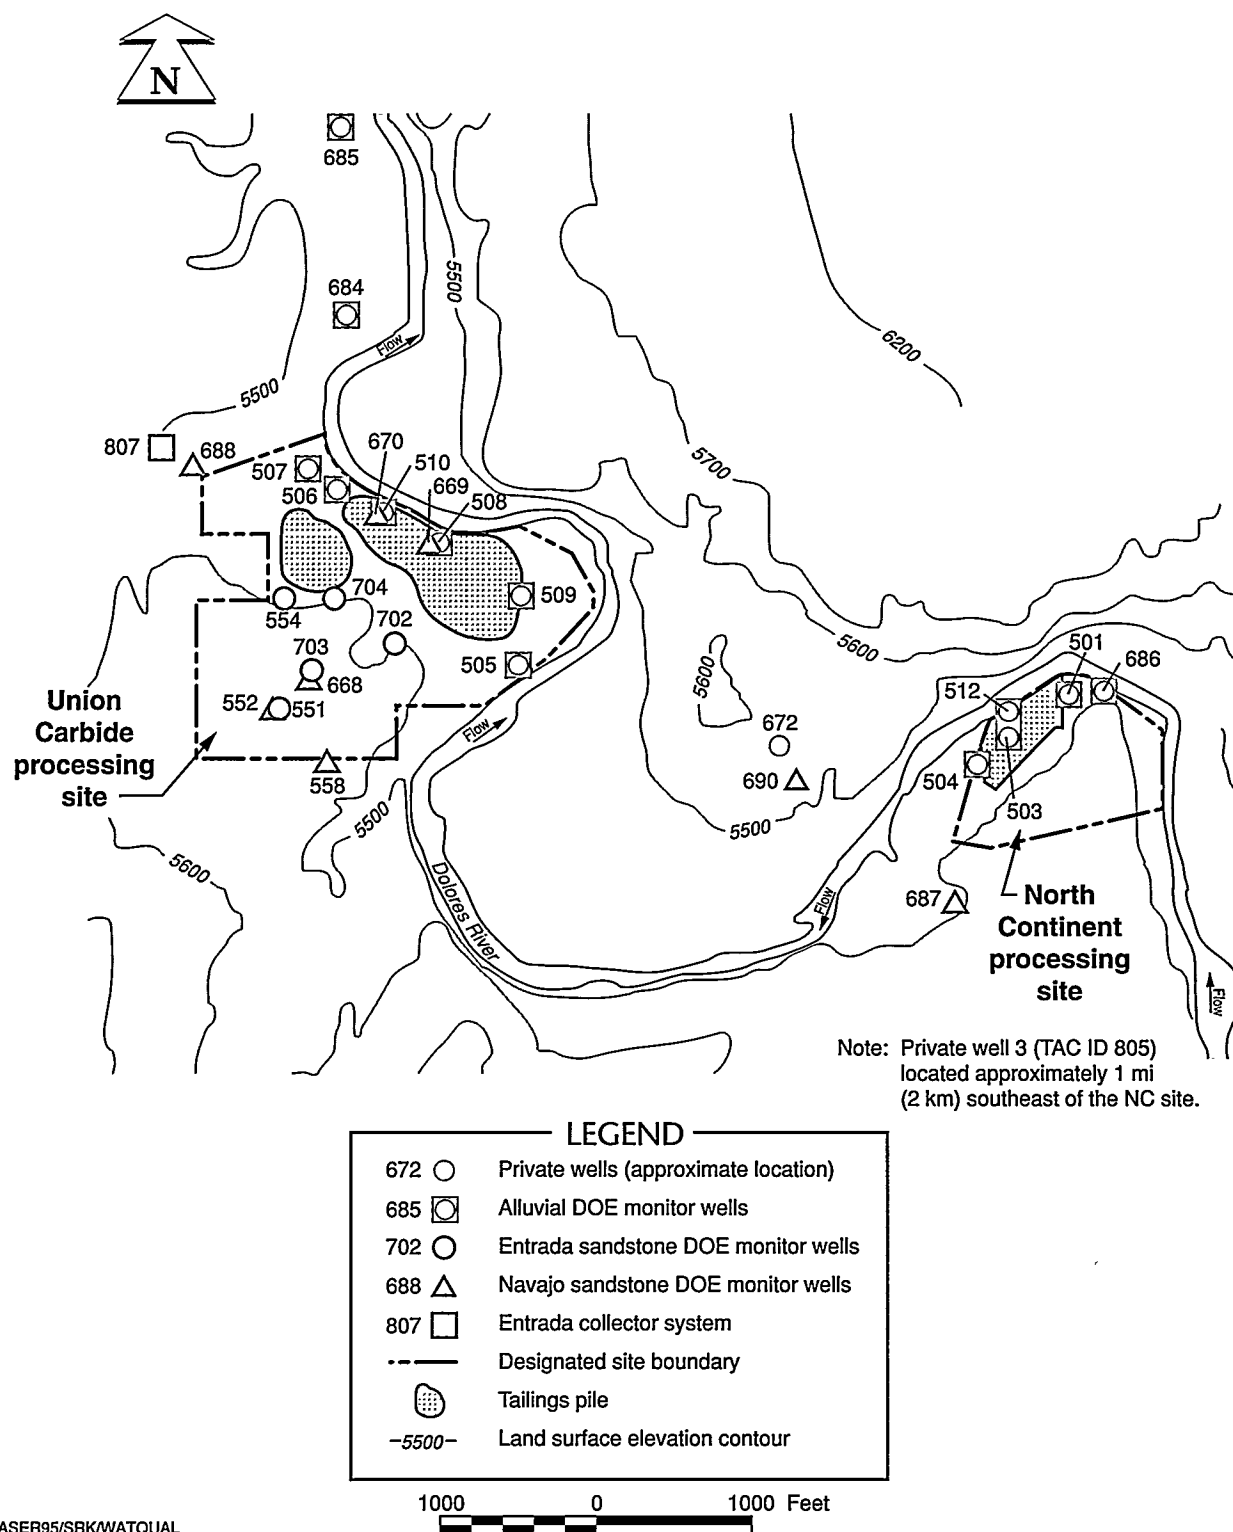 N
685
684
5500
Flow
6200
5500
807
688
670
507
510
5700
506
669
508
704
509
554
702
703
505
668
552
551
558
Union
Carbide
processing
site
Flow
5500
5600
5600
5600
501
686
512
672
690
504
503
5500
Dolores River
Flow
687
North
Continent
processing
site
Flow
Note: Private well 3 (TAC ID 805)
located approximately 1 mi
(2 km) southeast of the NC site.
LEGEND
672 Private wells (approximate location)
685 Alluvial DOE monitor wells
702 Entrada sandstone DOE monitor wells
688 Navajo sandstone DOE monitor wells
807 Entrada collector system
Designated site boundary
Tailings pile
-5500- Land surface elevation contour
1000 0 1000 Feet
ASER95/SRK/WATQUAL